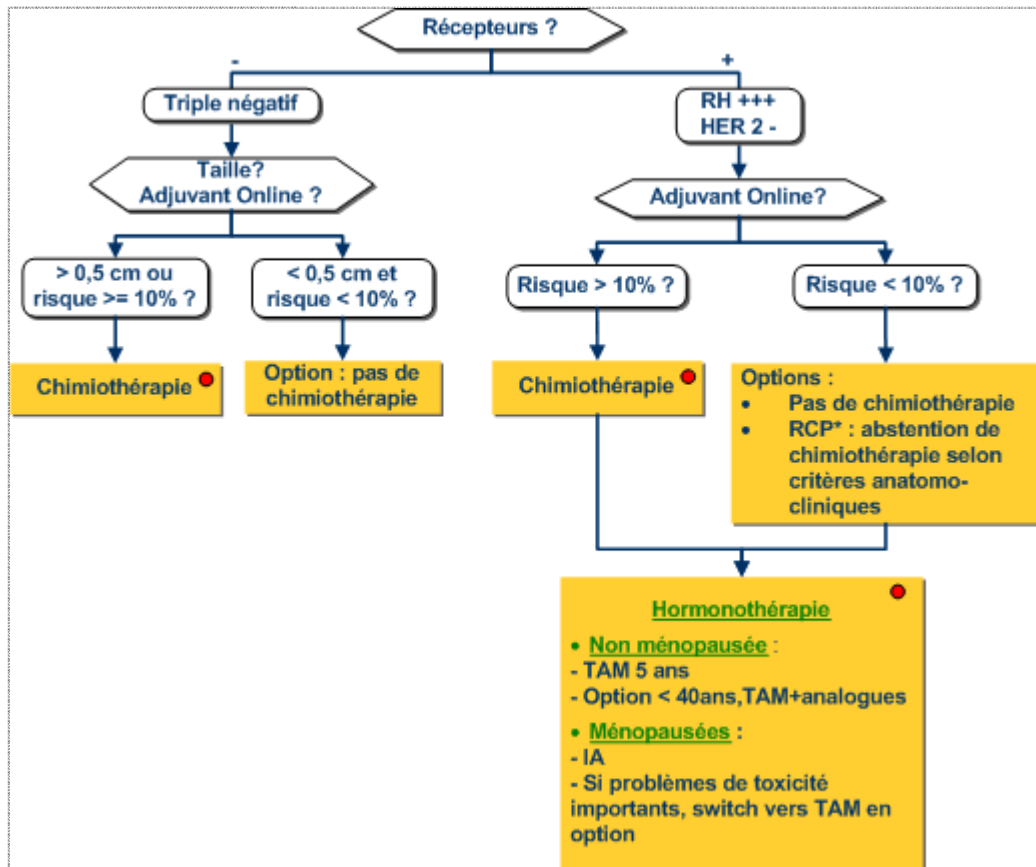 Récepteurs ?
-
+
Triple négatif
RH +++
HER 2 -
Taille?
Adjuvant Online ?
Adjuvant Online?
> 0,5 cm ou
risque >= 10% ?
< 0,5 cm et
risque < 10% ?
Risque > 10% ?
Risque < 10% ?
Chimiothérapie
Option : pas de
chimiothérapie
Chimiothérapie
Options :
• Pas de chimiothérapie
• RCP* : abstention de
chimiothérapie selon
critères anatomo-
cliniques
Hormonothérapie
• Non ménopausée :
- TAM 5 ans
- Option < 40ans,TAM+analogues
• Ménopausées :
- IA
- Si problèmes de toxicité
importants, switch vers TAM en
option